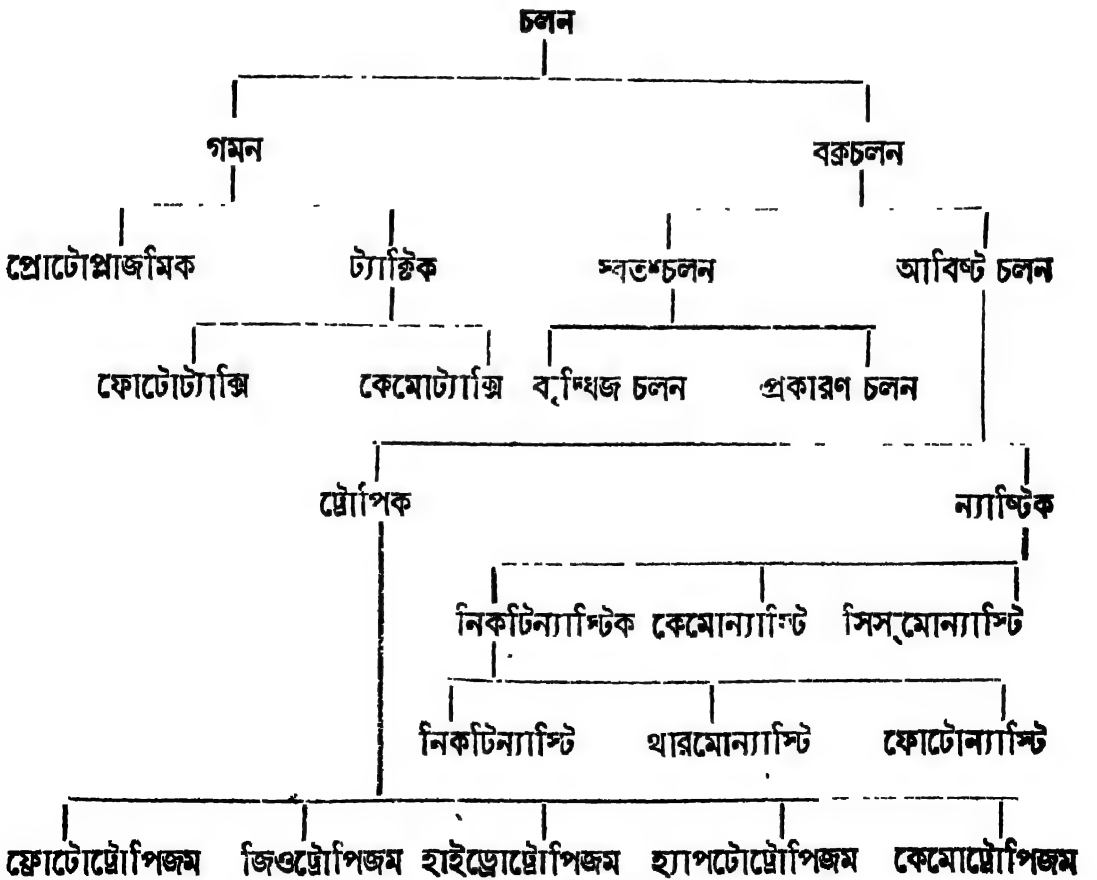 চলন
গমন বক্রচলন
প্রোটোপ্লাজমিক ট্যাক্টিক স্বতশ্চলন আবিষ্ট চলন
ফোটোট্যাক্সি কেমোট্যাক্সি বৃদ্ধিজ চলন প্রকারণ চলন
ট্রৌপিক ন্যাষ্টিক
নিকটিন্যাস্টিক কেমোন্যাস্টি সিস্‌মোন্যাস্টি
নিকটিন্যাস্টি থারমোন্যাস্টি ফোটোন্যাস্টি
ফ্রোটোট্রোপিজম জিওট্রোপিজম হাইড্রোট্রোপিজম হ্যাপটোট্রোপিজম কেমোট্রোপিজম